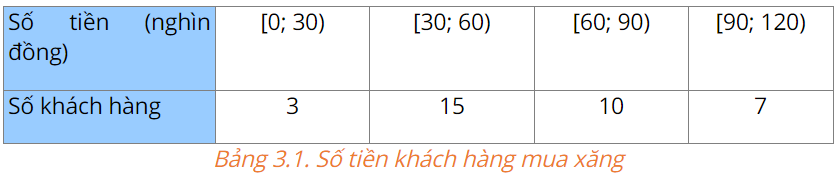 Số tiền (nghìn [0; 30) [30; 60) [60; 90) [90; 120)
đồng)
Số khách hàng 3 15 10 7
Bảng 3.1. Số tiền khách hàng mua xăng